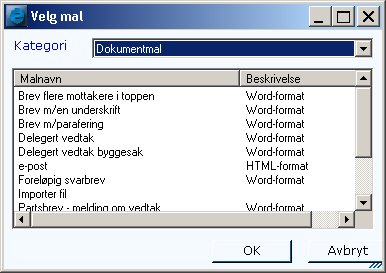 Velg mal
Kategori Dokumentmal
Malnavn Beskrivelse
Brev flere mottakere i toppen Word-format
Brev m/en underskrift Word-format
Brev m/parafering Word-format
Delegert vedtak Word-format
Delegert vedtak byggesak Word-format
e-post HTML-format
Foreløpig svarbrev Word-format
Importer fil
Partsbrev - melding om vedtak Word-format
OK Avbryt